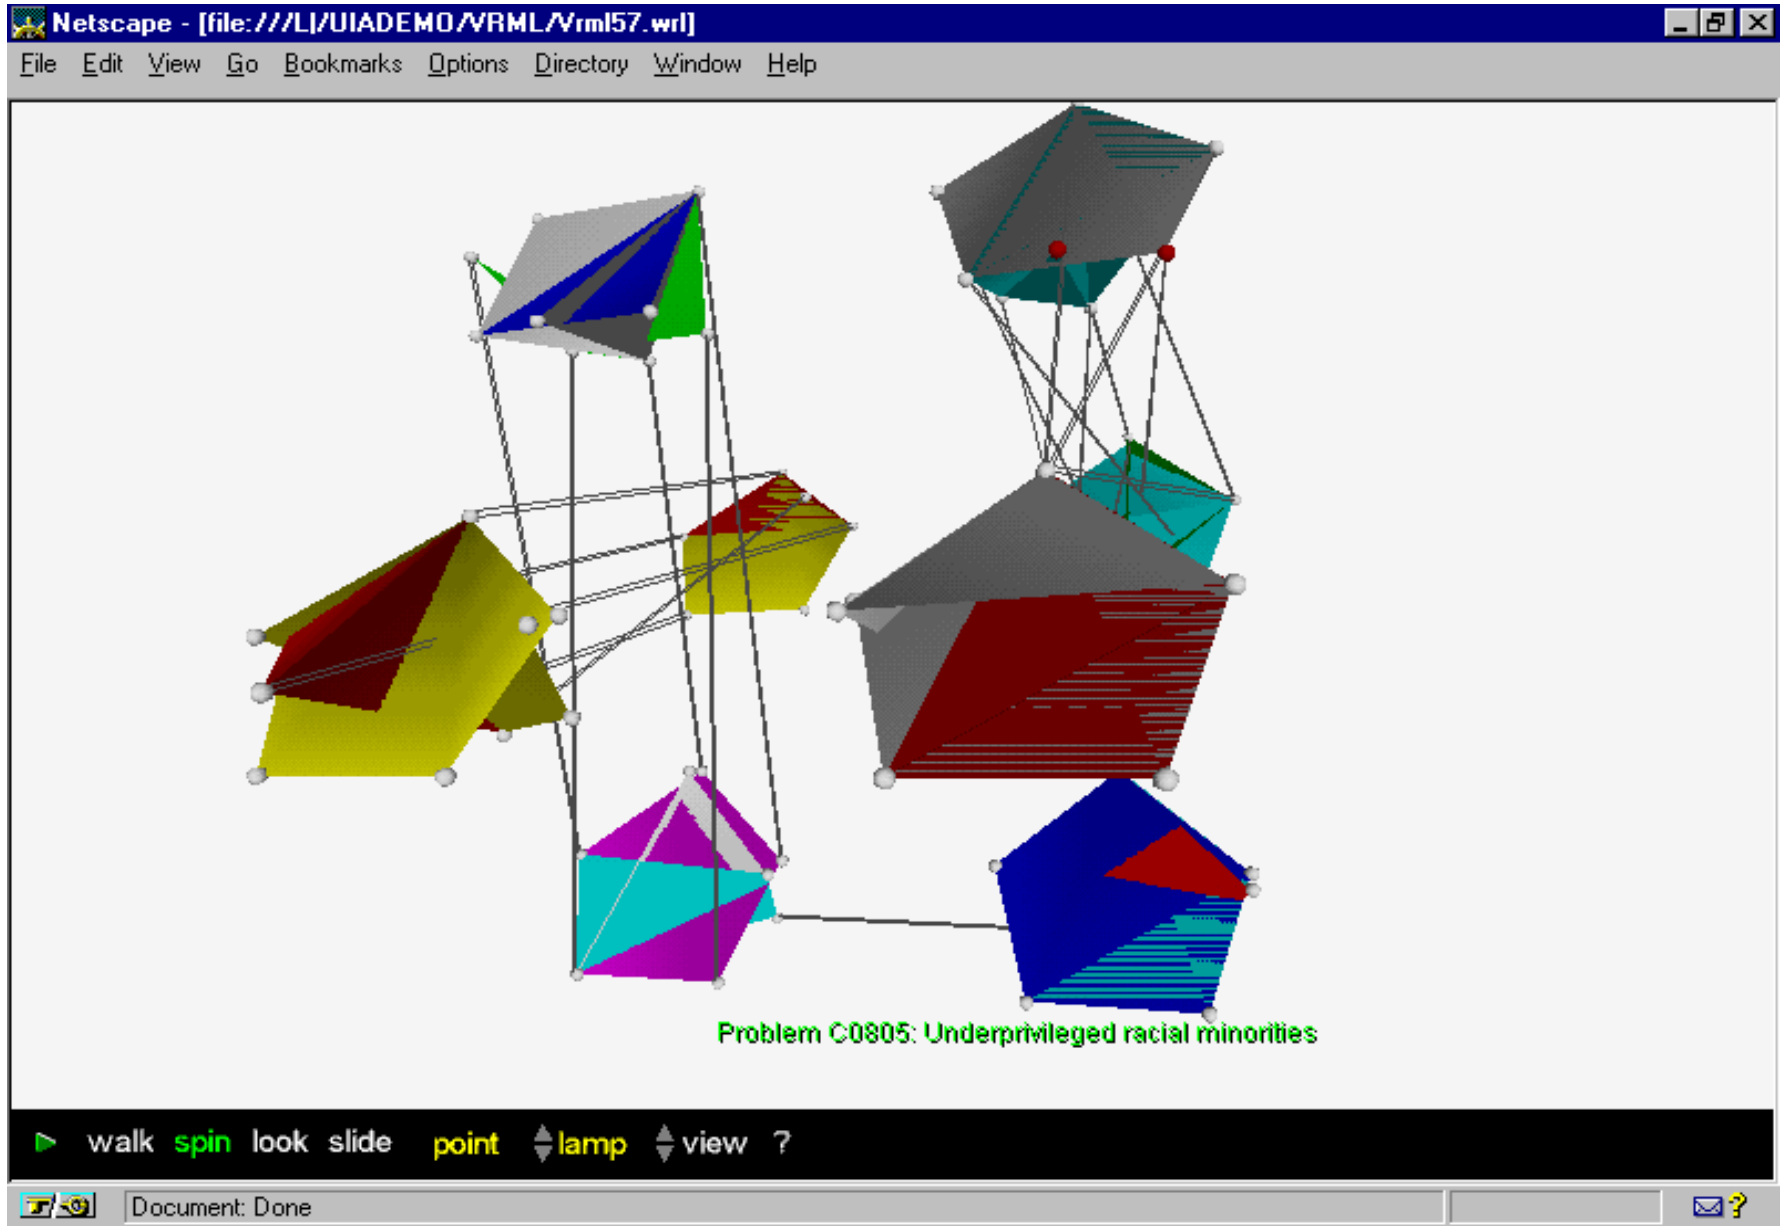 Netscape - [file:///L|/UIADEMO/VRML/Vrml57.wrl]
File Edit View Go Bookmarks Options Directory Window Help
Problem C0805: Underprivileged racial minorities
walk spin look slide point lamp view ?
Document: Done